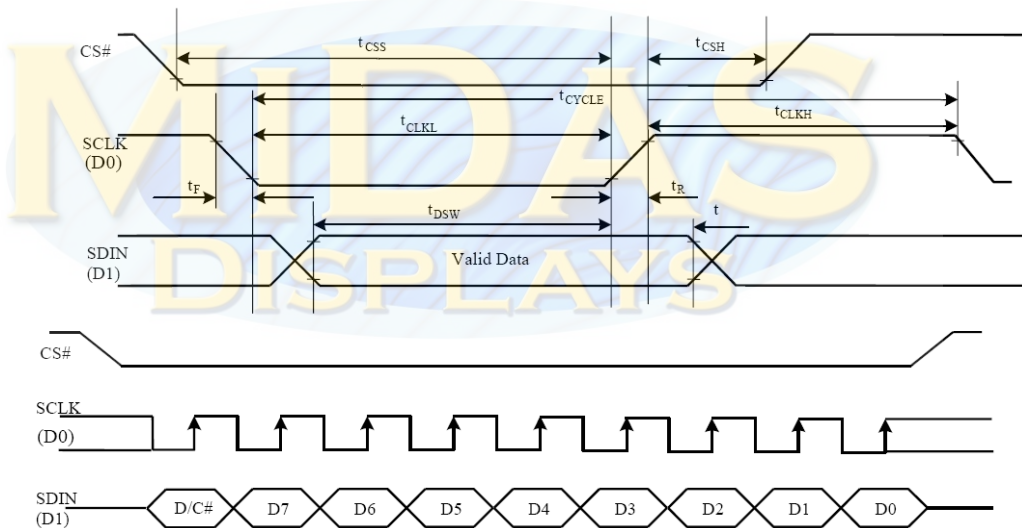 MIDAS
DISPLAYS
CS#
tCSS
tCSH
tCYCLE
tCLKL
tCLKH
SCLK
(D0)
tF
tR
tDSW
t
SDIN
(D1)
Valid Data
CS#
SCLK
(D0)
SDIN
(D1)
D/C# D7 D6 D5 D4 D3 D2 D1 D0